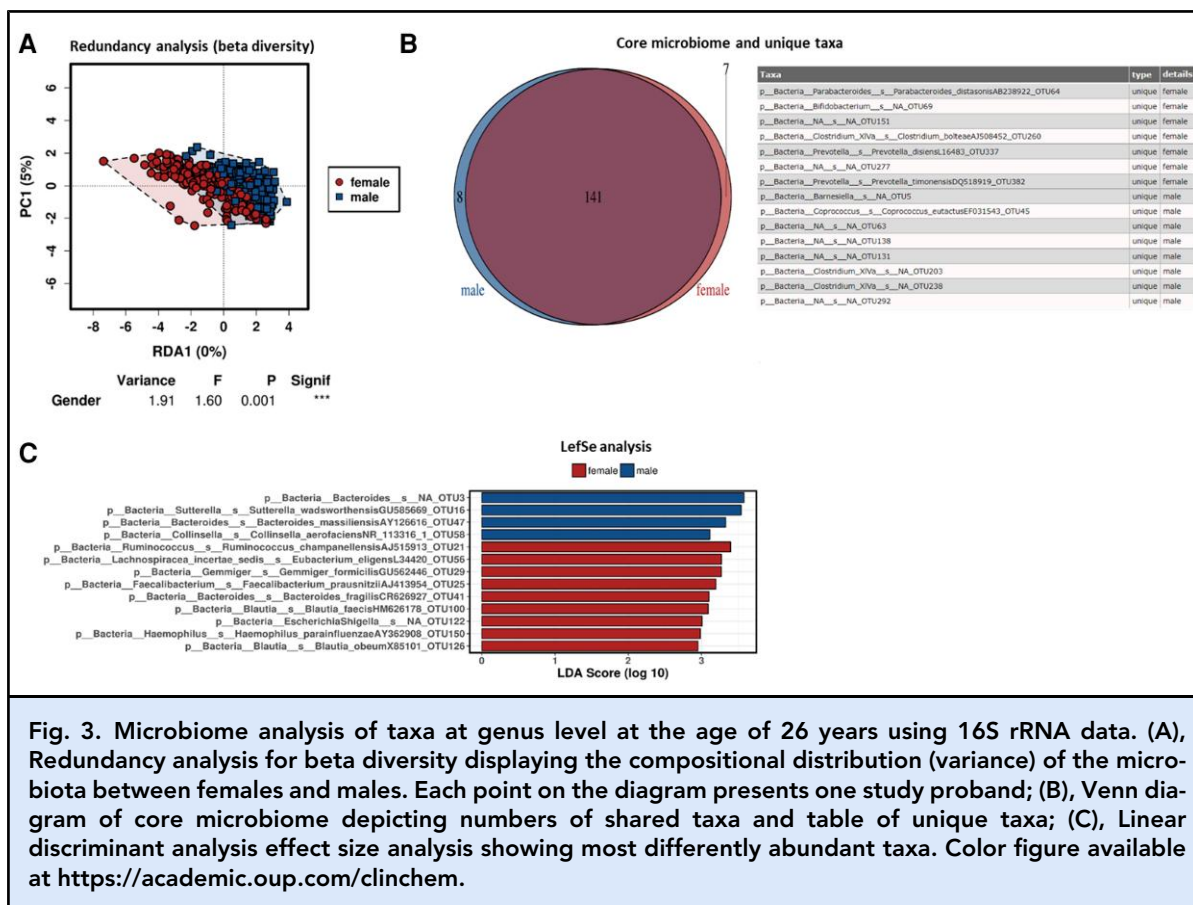 A
Redundancy analysis (beta diversity)
PC1 (5%)
6
4
2
0
-2
-4
-6
-8 -6 -4 -2 0 2 4
RDA1 (0%)
female
male
Variance F P Signif
Gender 1.91 1.60 0.001 ***
B
Core microbiome and unique taxa
7
8
141
male
female
Taxa type details
p__Bacteria__Parabacteroides__s__Parabacteroides_distasonisAB238922_OTU64 unique female
p__Bacteria__Bifidobacterium__s__NA_OTU69 unique female
p__Bacteria__NA__s__NA_OTU151 unique female
p__Bacteria__Clostridium_XIVa__s__Clostridium_bolteaeAJ508452_OTU260 unique female
p__Bacteria__Prevotella__s__Prevotella_disiensL16483_OTU337 unique female
p__Bacteria__NA__s__NA_OTU277 unique female
p__Bacteria__Prevotella__s__Prevotella_timonensisDQ518919_OTU382 unique female
p__Bacteria__Barnesiella__s__NA_OTU5 unique male
p__Bacteria__Coprococcus__s__Coprococcus_eutactusEF031543_OTU45 unique male
p__Bacteria__NA__s__NA_OTU63 unique male
p__Bacteria__NA__s__NA_OTU138 unique male
p__Bacteria__NA__s__NA_OTU131 unique male
p__Bacteria__Clostridium_XIVa__s__NA_OTU203 unique male
p__Bacteria__Clostridium_XIVa__s__NA_OTU238 unique male
p__Bacteria__NA__s__NA_OTU292 unique male
C
LefSe analysis
female male
p__Bacteria__Bacteroides__s__NA_OTU3
p__Bacteria__Sutterella__s__Sutterella_wadsworthensisGU585669_OTU16
p__Bacteria__Bacteroides__s__Bacteroides_massiliensisAY126616_OTU47
p__Bacteria__Collinsella__s__Collinsella_aerofaciensNR_113316_1_OTU58
p__Bacteria__Ruminococcus__s__Ruminococcus_champanellensisAJ515913_OTU21
p__Bacteria__Lachnospiracea_incertae_sedis__s__Eubacterium_eligensL34420_OTU56
p__Bacteria__Gemmiger__s__Gemmiger_formicilisGU562446_OTU29
p__Bacteria__Faecalibacterium__s__Faecalibacterium_prausnitziiAJ413954_OTU25
p__Bacteria__Bacteroides__s__Bacteroides_fragilisCR626927_OTU41
p__Bacteria__Blautia__s__Blautia_faecisHM626178_OTU100
p__Bacteria__EscherichiaShigella__s__NA_OTU122
p__Bacteria__Haemophilus__s__Haemophilus_parainfluenzaeAY362908_OTU150
p__Bacteria__Blautia__s__Blautia_obeumX85101_OTU126
0 1 2 3
LDA Score (log 10)
Fig. 3. Microbiome analysis of taxa at genus level at the age of 26 years using 16S rRNA data. (A),
Redundancy analysis for beta diversity displaying the compositional distribution (variance) of the micro-
biota between females and males. Each point on the diagram presents one study proband; (B), Venn dia-
gram of core microbiome depicting numbers of shared taxa and table of unique taxa; (C), Linear
discriminant analysis effect size analysis showing most differently abundant taxa. Color figure available
at https://academic.oup.com/clinchem.